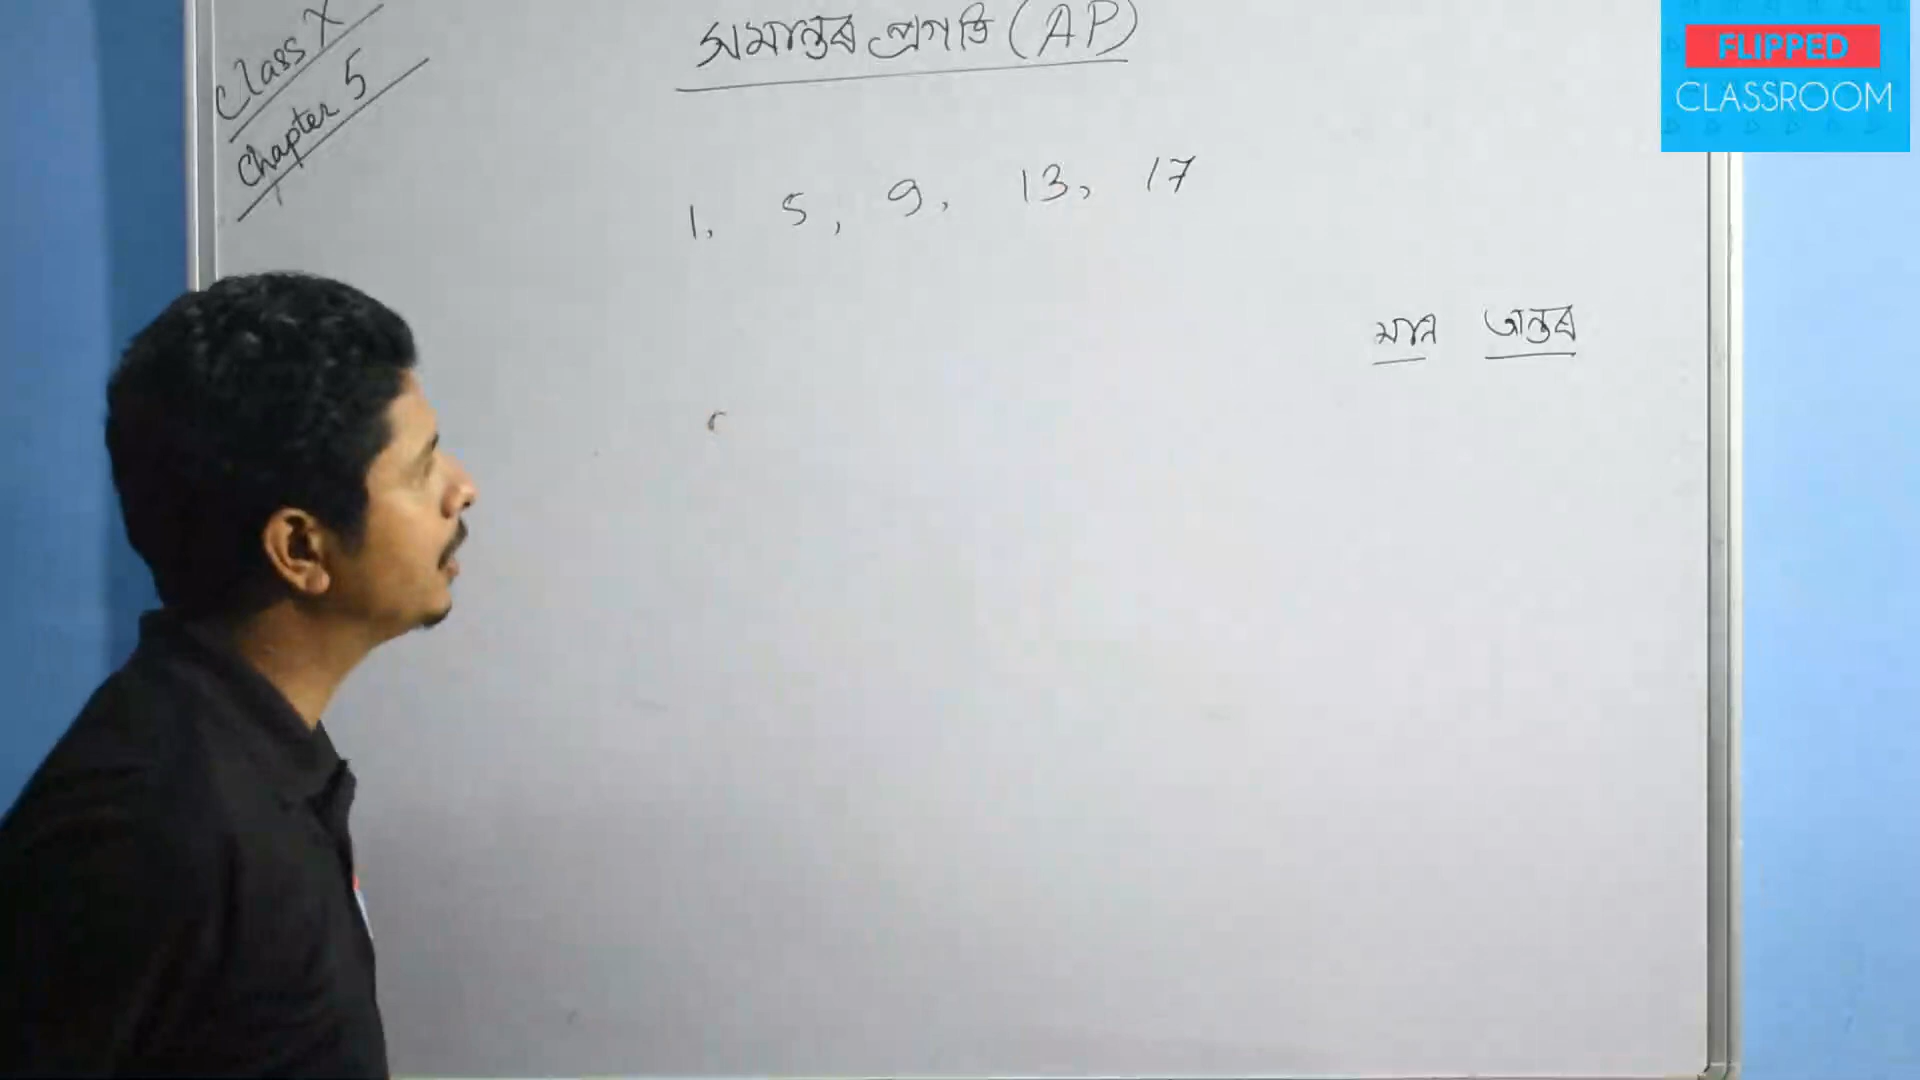 Class X
Chapter 5
সমান্তৰ প্ৰগতি (AP)
FLIPPED
CLASSROOM
1, 5, 9, 13, 17
মান অন্তৰ